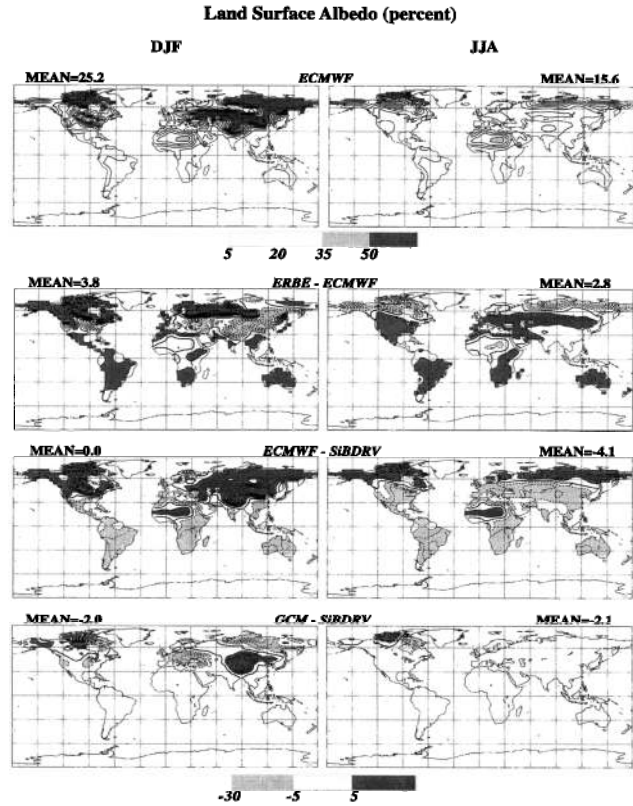 Land Surface Albedo (percent)
DJF JJA
MEAN=25.2 ECMWF MEAN=15.6
5 20 35 50
MEAN=3.8 ERBE - ECMWF MEAN=2.8
MEAN=0.0 ECMWF - SiBDRV MEAN=-4.1
MEAN=-2.0 GCM - SiBDRV MEAN=-2.1
-30 -5 5